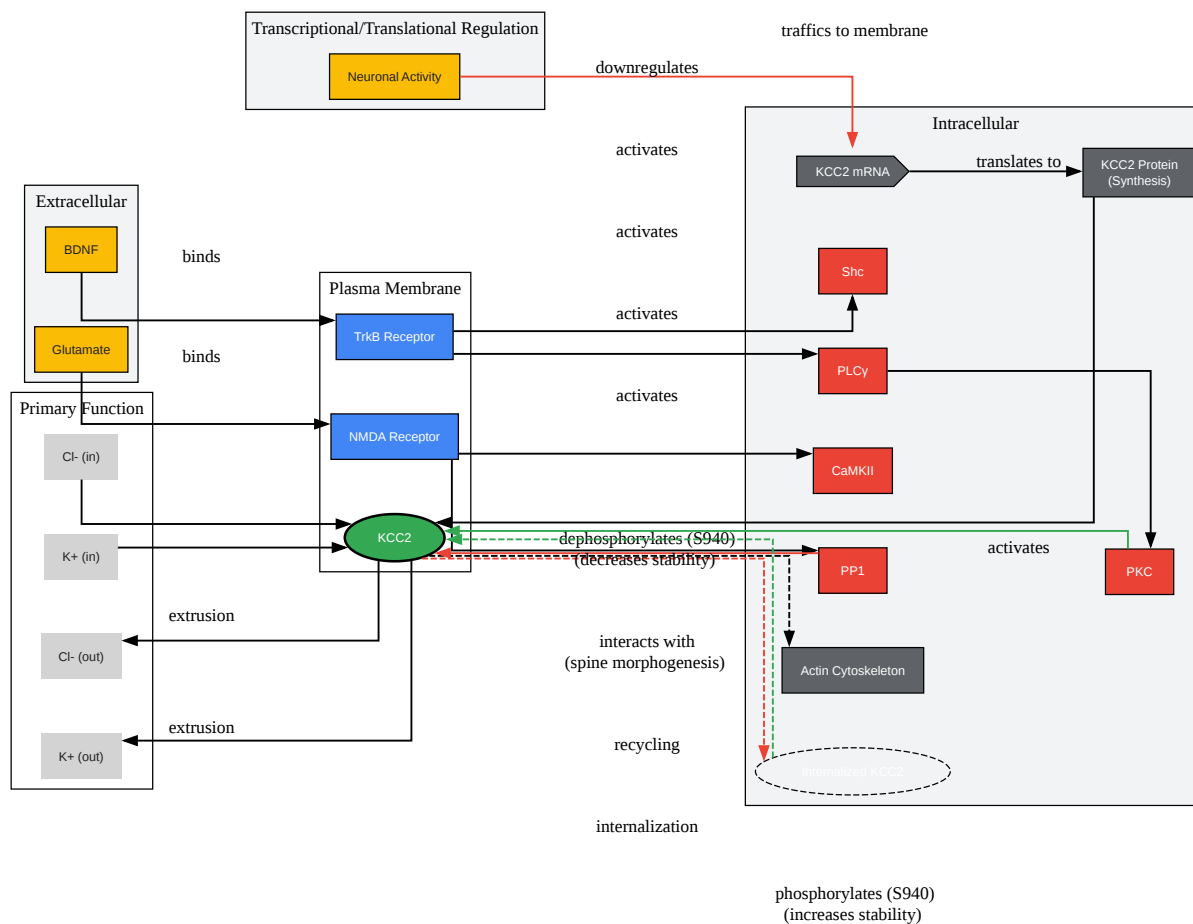 Transcriptional/Translational Regulation
traffics to membrane
Neuronal Activity
downregulates
Intracellular
activates
KCC2 mRNA
translates to
KCC2 Protein
(Synthesis)
Extracellular
BDNF
binds
activates
Shc
Plasma Membrane
TrkB Receptor
activates
Glutamate
binds
PLCγ
activates
Primary Function
NMDA Receptor
Cl- (in)
CaMKII
KCC2
K+ (in)
dephosphorylates (S940)
(decreases stability)
activates
PP1
PKC
extrusion
Cl- (out)
interacts with
(spine morphogenesis)
Actin Cytoskeleton
extrusion
K+ (out)
recycling
Internalized KCC2
internalization
phosphorylates (S940)
(increases stability)